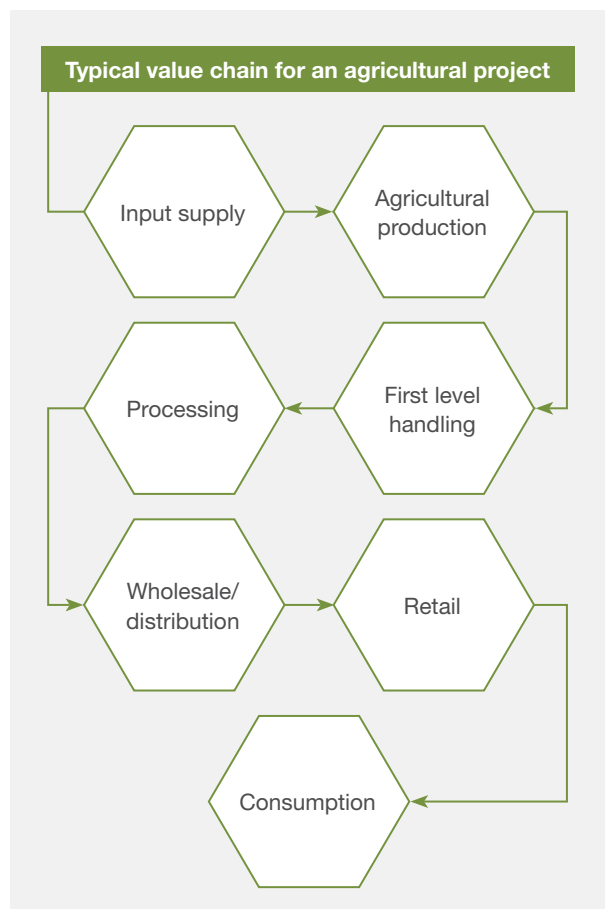 Typical value chain for an agricultural project
Input supply
Agricultural
production
First level
handling
Processing
Wholesale/
distribution
Retail
Consumption